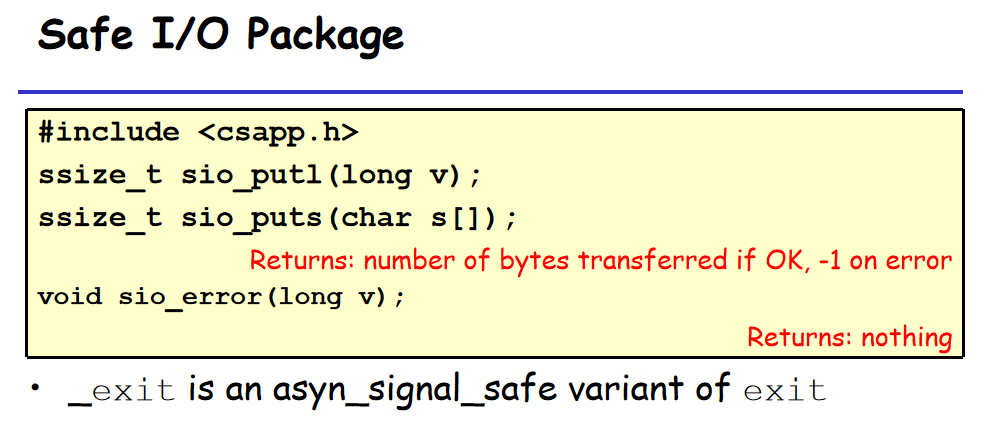 Safe I/O Package
#include <csapp.h>
ssize_t sio_putl(long v);
ssize_t sio_puts(char s[]);
Returns: number of bytes transferred if OK, -1 on error
void sio_error(long v);
Returns: nothing
• _exit is an asyn_signal_safe variant of exit